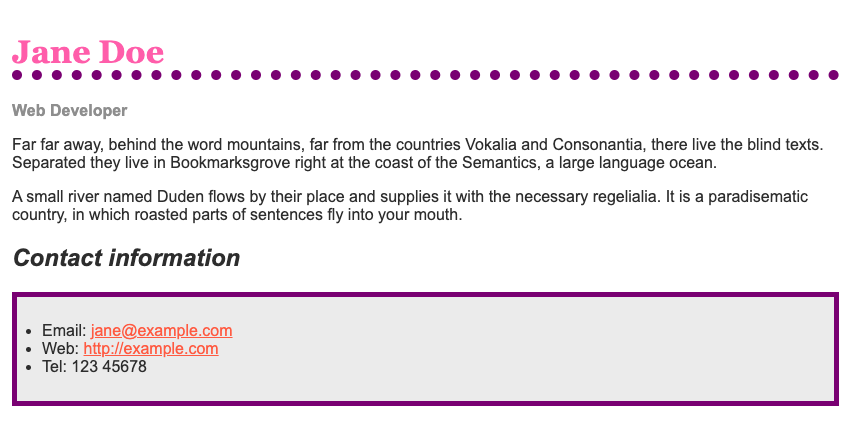 Jane Doe
Web Developer
Far far away, behind the word mountains, far from the countries Vokalia and Consonantia, there live the blind texts.
Separated they live in Bookmarksgrove right at the coast of the Semantics, a large language ocean.
A small river named Duden flows by their place and supplies it with the necessary regelialia. It is a paradisematic
country, in which roasted parts of sentences fly into your mouth.
Contact information
• Email: jane@example.com
• Web: http://example.com
• Tel: 123 45678